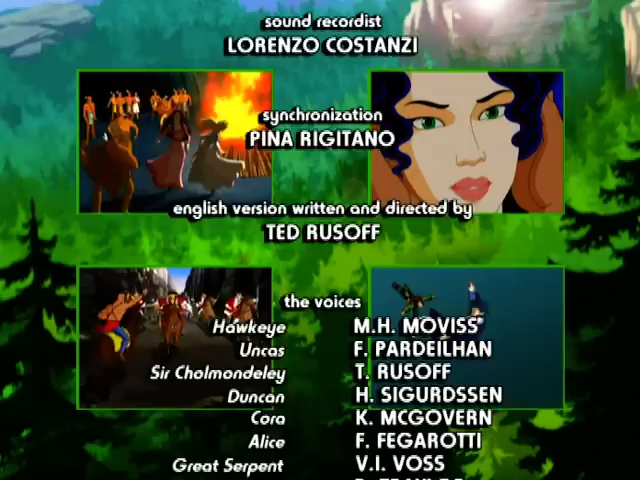 sound recordist
LORENZO COSTANZI
synchronization
PINA RIGITANO
english version written and directed by
TED RUSOFF
the voices
Hawkeye M.H. MOVISS
Uncas F. PARDEILHAN
Sir Cholmondeley T. RUSOFF
Duncan H. SIGURDSSEN
Cora K. MCGOVERN
Alice F. FEGAROTTI
Great Serpent V.I. VOSS